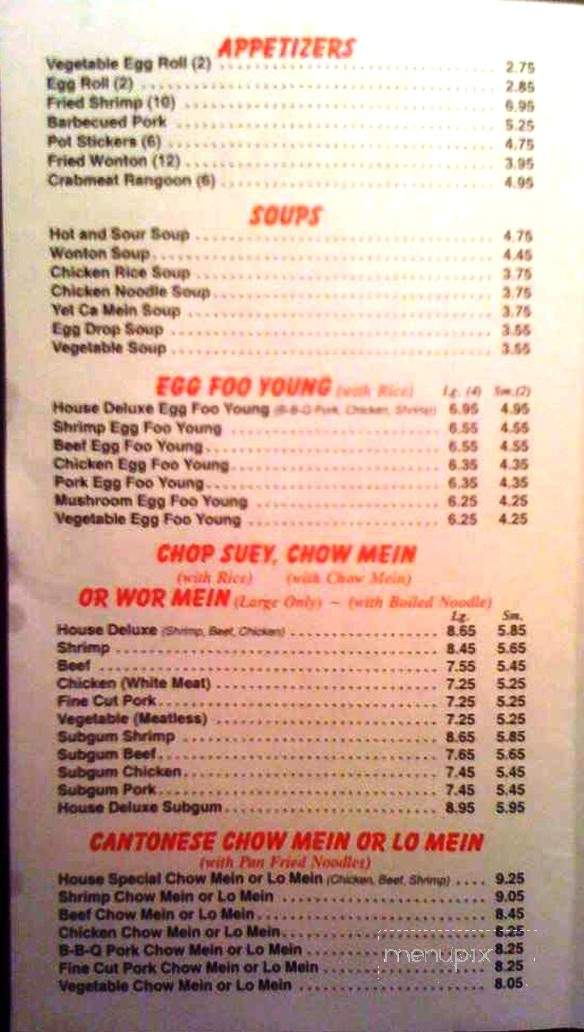 APPETIZERS
Vegetable Egg Roll (2) 2.75
Egg Roll (2) 2.85
Fried Shrimp (10) 6.95
Barbecued Pork 5.25
Pot Stickers (6) 4.75
Fried Wonton (12) 3.95
Crabmeat Rangoon (6) 4.95
SOUPS
Hot and Sour Soup 4.75
Wonton Soup 4.45
Chicken Rice Soup 3.75
Chicken Noodle Soup 3.75
Yet Ca Mein Soup 3.75
Egg Drop Soup 3.55
Vegetable Soup 3.55
EGG FOO YOUNG (with Rice) Lg. (4) Sm. (2)
House Deluxe Egg Foo Young (B-B-Q Pork, Chicken, Shrimp) 6.95 4.95
Shrimp Egg Foo Young 6.55 4.55
Beef Egg Foo Young 6.55 4.55
Chicken Egg Foo Young 6.35 4.35
Pork Egg Foo Young 6.35 4.35
Mushroom Egg Foo Young 6.25 4.25
Vegetable Egg Foo Young 6.25 4.25
CHOP SUEY, CHOW MEIN
(with Rice) (with Chow Mein)
OR WOR MEIN (Large Only) ~ (with Boiled Noodle)
Lg. Sm.
House Deluxe (Shrimp, Beef, Chicken) 8.65 5.85
Shrimp 8.45 5.65
Beef 7.55 5.45
Chicken (White Meat) 7.25 5.25
Fine Cut Pork 7.25 5.25
Vegetable (Meatless) 7.25 5.25
Subgum Shrimp 8.65 5.85
Subgum Beef 7.65 5.65
Subgum Chicken 7.45 5.45
Subgum Pork 7.45 5.45
House Deluxe Subgum 8.95 5.95
CANTONESE CHOW MEIN OR LO MEIN
(with Pan Fried Noodles)
House Special Chow Mein or Lo Mein (Chicken, Beef, Shrimp) 9.25
Shrimp Chow Mein or Lo Mein 9.05
Beef Chow Mein or Lo Mein 8.45
Chicken Chow Mein or Lo Mein 8.25
B-B-Q Pork Chow Mein or Lo Mein 8.25
Fine Cut Pork Chow Mein or Lo Mein 8.25
Vegetable Chow Mein or Lo Mein 8.05
menupix